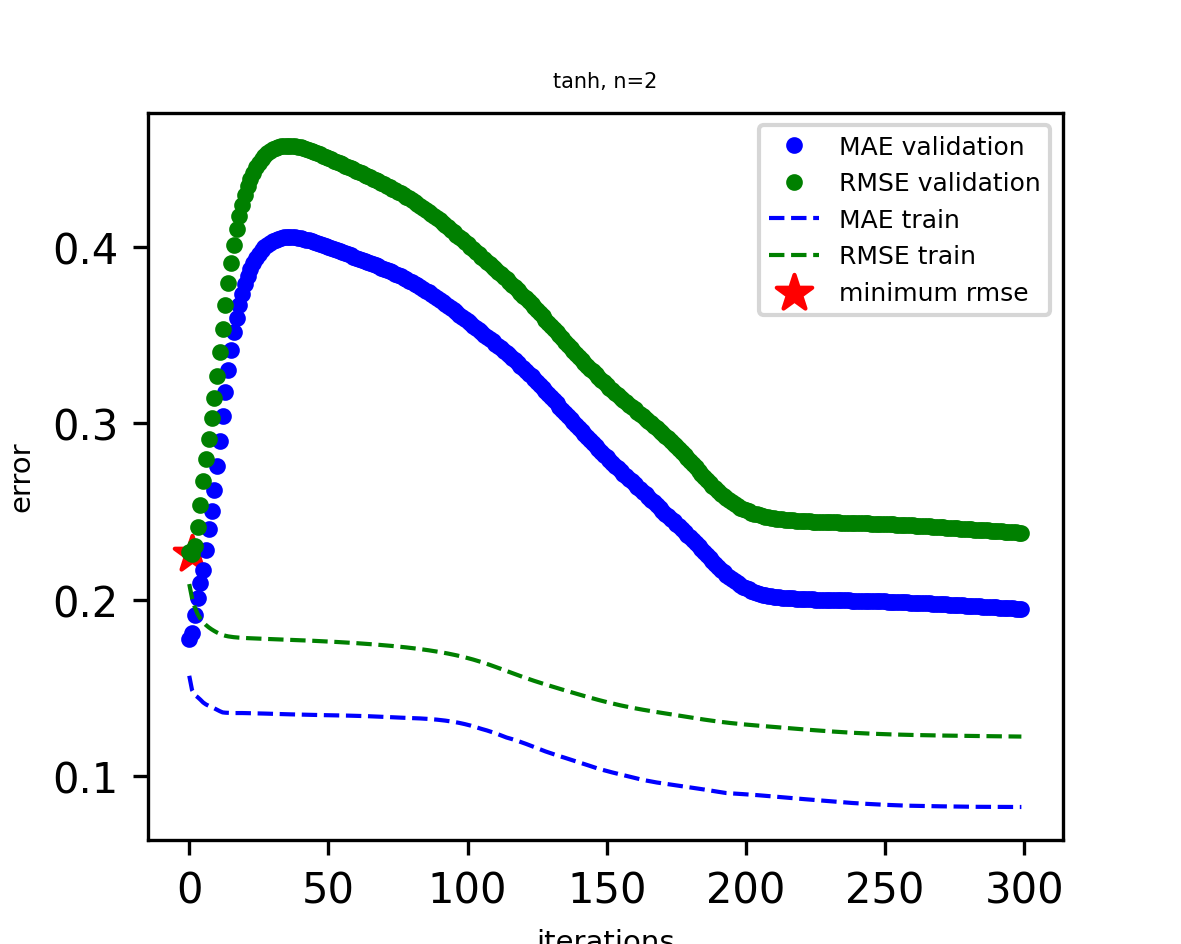 tanh, n=2
MAE validation
RMSE validation
MAE train
RMSE train
minimum rmse
0.4
0.3
0.2
0.1
error
0 50 100 150 200 250 300
iterations